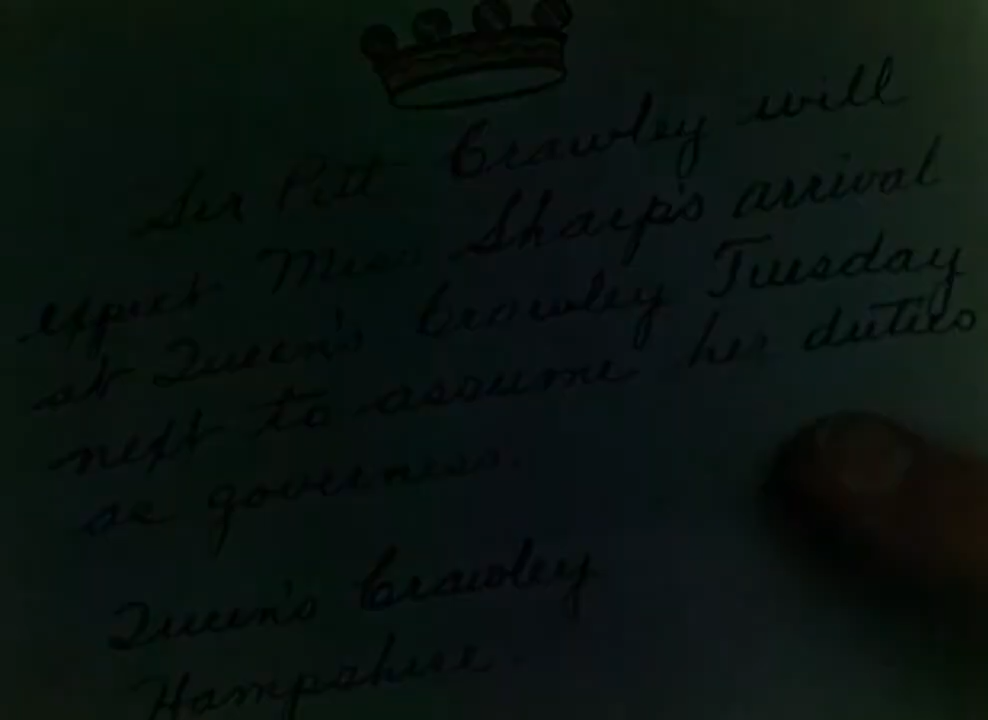 Sir Pitt Crawley will
expect Miss Sharp's arrival
at Queen's Crawley Tuesday
next to assume her duties
as governess.
Queen's Crawley
Hampshire.